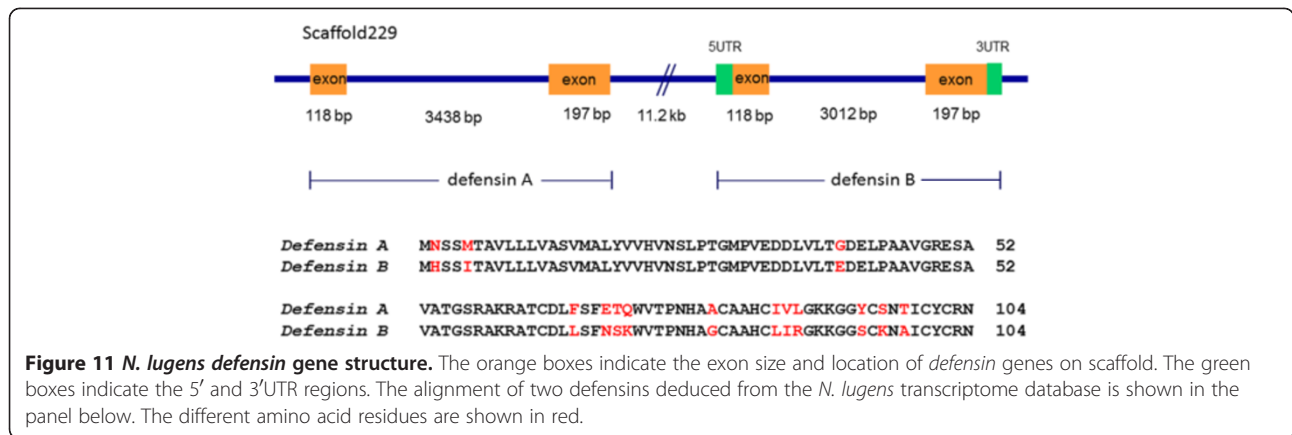 Scaffold229
5UTR 3UTR
exon exon exon exon
118 bp 3438 bp 197 bp 11.2 kb 118 bp 3012 bp 197 bp
defensin A defensin B
Defensin A MNSSMTAVLLLVASVMALYVVHVNSLPTGMPVEDDLVLTGDELPAAVGRESA 52
Defensin B MHSSITAVLLLVASVMALYVVHVNSLPTGMPVEDDLVLTEDELPAAVGRESA 52
Defensin A VATGSRAKRATCDLFSFETQWVTPNHAACAAHCIVLGKKGGYCSNTICYCRN 104
Defensin B VATGSRAKRATCDLLSFNSKWVTPNHAGCAAHCLIRGKKGGSCKNAICYCRN 104
Figure 11 N. lugens defensin gene structure. The orange boxes indicate the exon size and location of defensin genes on scaffold. The green
boxes indicate the 5′ and 3′UTR regions. The alignment of two defensins deduced from the N. lugens transcriptome database is shown in the
panel below. The different amino acid residues are shown in red.